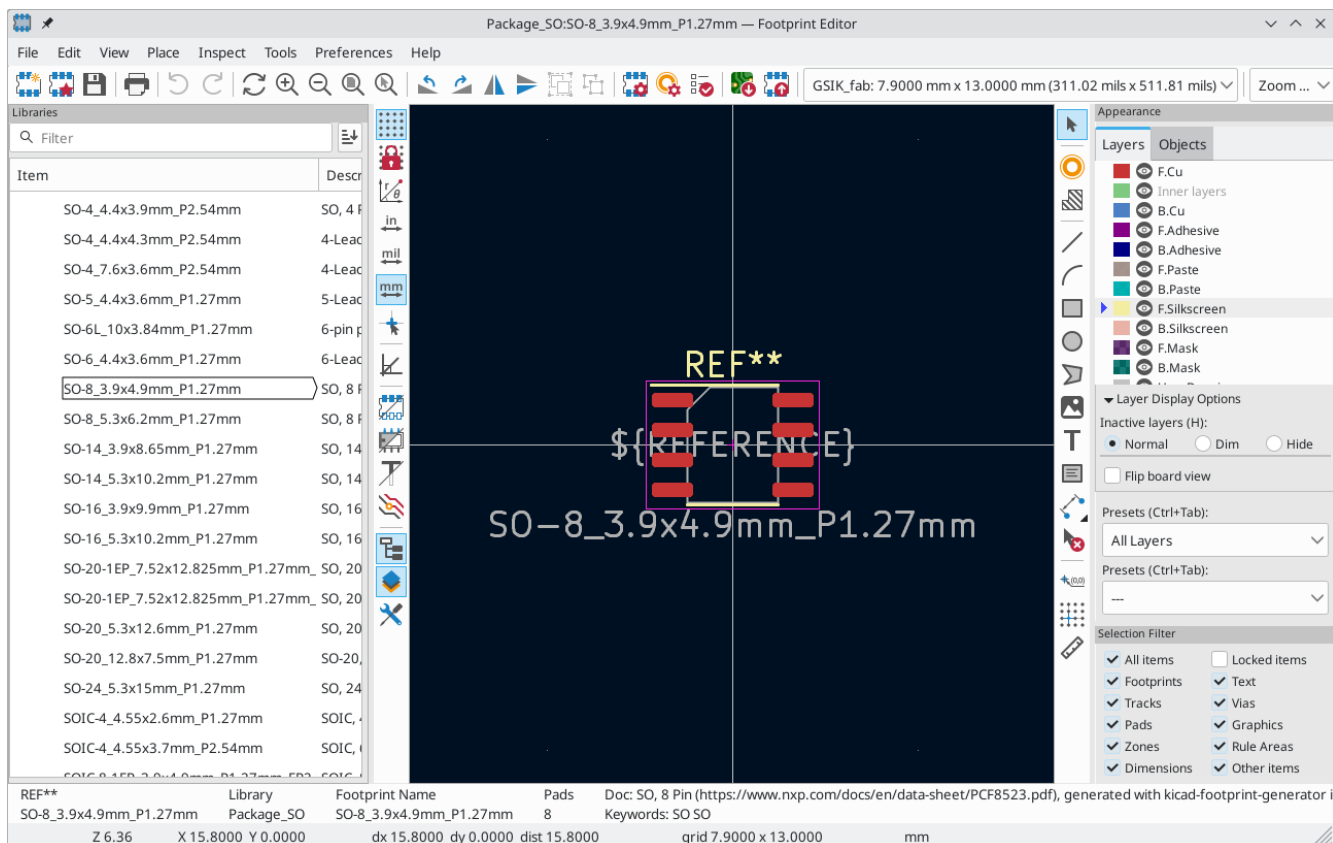 Package_SO:SO-8_3.9x4.9mm_P1.27mm — Footprint Editor
File Edit View Place Inspect Tools Preferences Help
GSIK_fab: 7.9000 mm x 13.0000 mm (311.02 mils x 511.81 mils)
Zoom ...
Libraries
Filter
Item Descr
SO-4_4.4x3.9mm_P2.54mm SO, 4 P
SO-4_4.4x4.3mm_P2.54mm 4-Leac
SO-4_7.6x3.6mm_P2.54mm 4-Leac
SO-5_4.4x3.6mm_P1.27mm 5-Leac
SO-6L_10x3.84mm_P1.27mm 6-pin p
SO-6_4.4x3.6mm_P1.27mm 6-Leac
SO-8_3.9x4.9mm_P1.27mm SO, 8 P
SO-8_5.3x6.2mm_P1.27mm SO, 8 P
SO-14_3.9x8.65mm_P1.27mm SO, 14
SO-14_5.3x10.2mm_P1.27mm SO, 14
SO-16_3.9x9.9mm_P1.27mm SO, 16
SO-16_5.3x10.2mm_P1.27mm SO, 16
SO-20-1EP_7.52x12.825mm_P1.27mm_ SO, 20
SO-20-1EP_7.52x12.825mm_P1.27mm_ SO, 20
SO-20_5.3x12.6mm_P1.27mm SO, 20
SO-20_12.8x7.5mm_P1.27mm SO-20,
SO-24_5.3x15mm_P1.27mm SO, 24
SOIC-4_4.55x2.6mm_P1.27mm SOIC,
SOIC-4_4.55x3.7mm_P2.54mm SOIC,
in
mil
mm
REF**
${REFERENCE}
SO-8_3.9x4.9mm_P1.27mm
T
(0,0)
Appearance
Layers Objects
F.Cu
Inner layers
B.Cu
F.Adhesive
B.Adhesive
F.Paste
B.Paste
F.Silkscreen
B.Silkscreen
F.Mask
B.Mask
Layer Display Options
Inactive layers (H):
Normal Dim Hide
Flip board view
Presets (Ctrl+Tab):
All Layers
Presets (Ctrl+Tab):
---
Selection Filter
All items Locked items
Footprints Text
Tracks Vias
Pads Graphics
Zones Rule Areas
Dimensions Other items
REF** Library Footprint Name Pads Doc: SO, 8 Pin (https://www.nxp.com/docs/en/data-sheet/PCF8523.pdf), generated with kicad-footprint-generator i
SO-8_3.9x4.9mm_P1.27mm Package_SO SO-8_3.9x4.9mm_P1.27mm 8 Keywords: SO SO
Z 6.36 X 15.8000 Y 0.0000 dx 15.8000 dy 0.0000 dist 15.8000 grid 7.9000 x 13.0000 mm